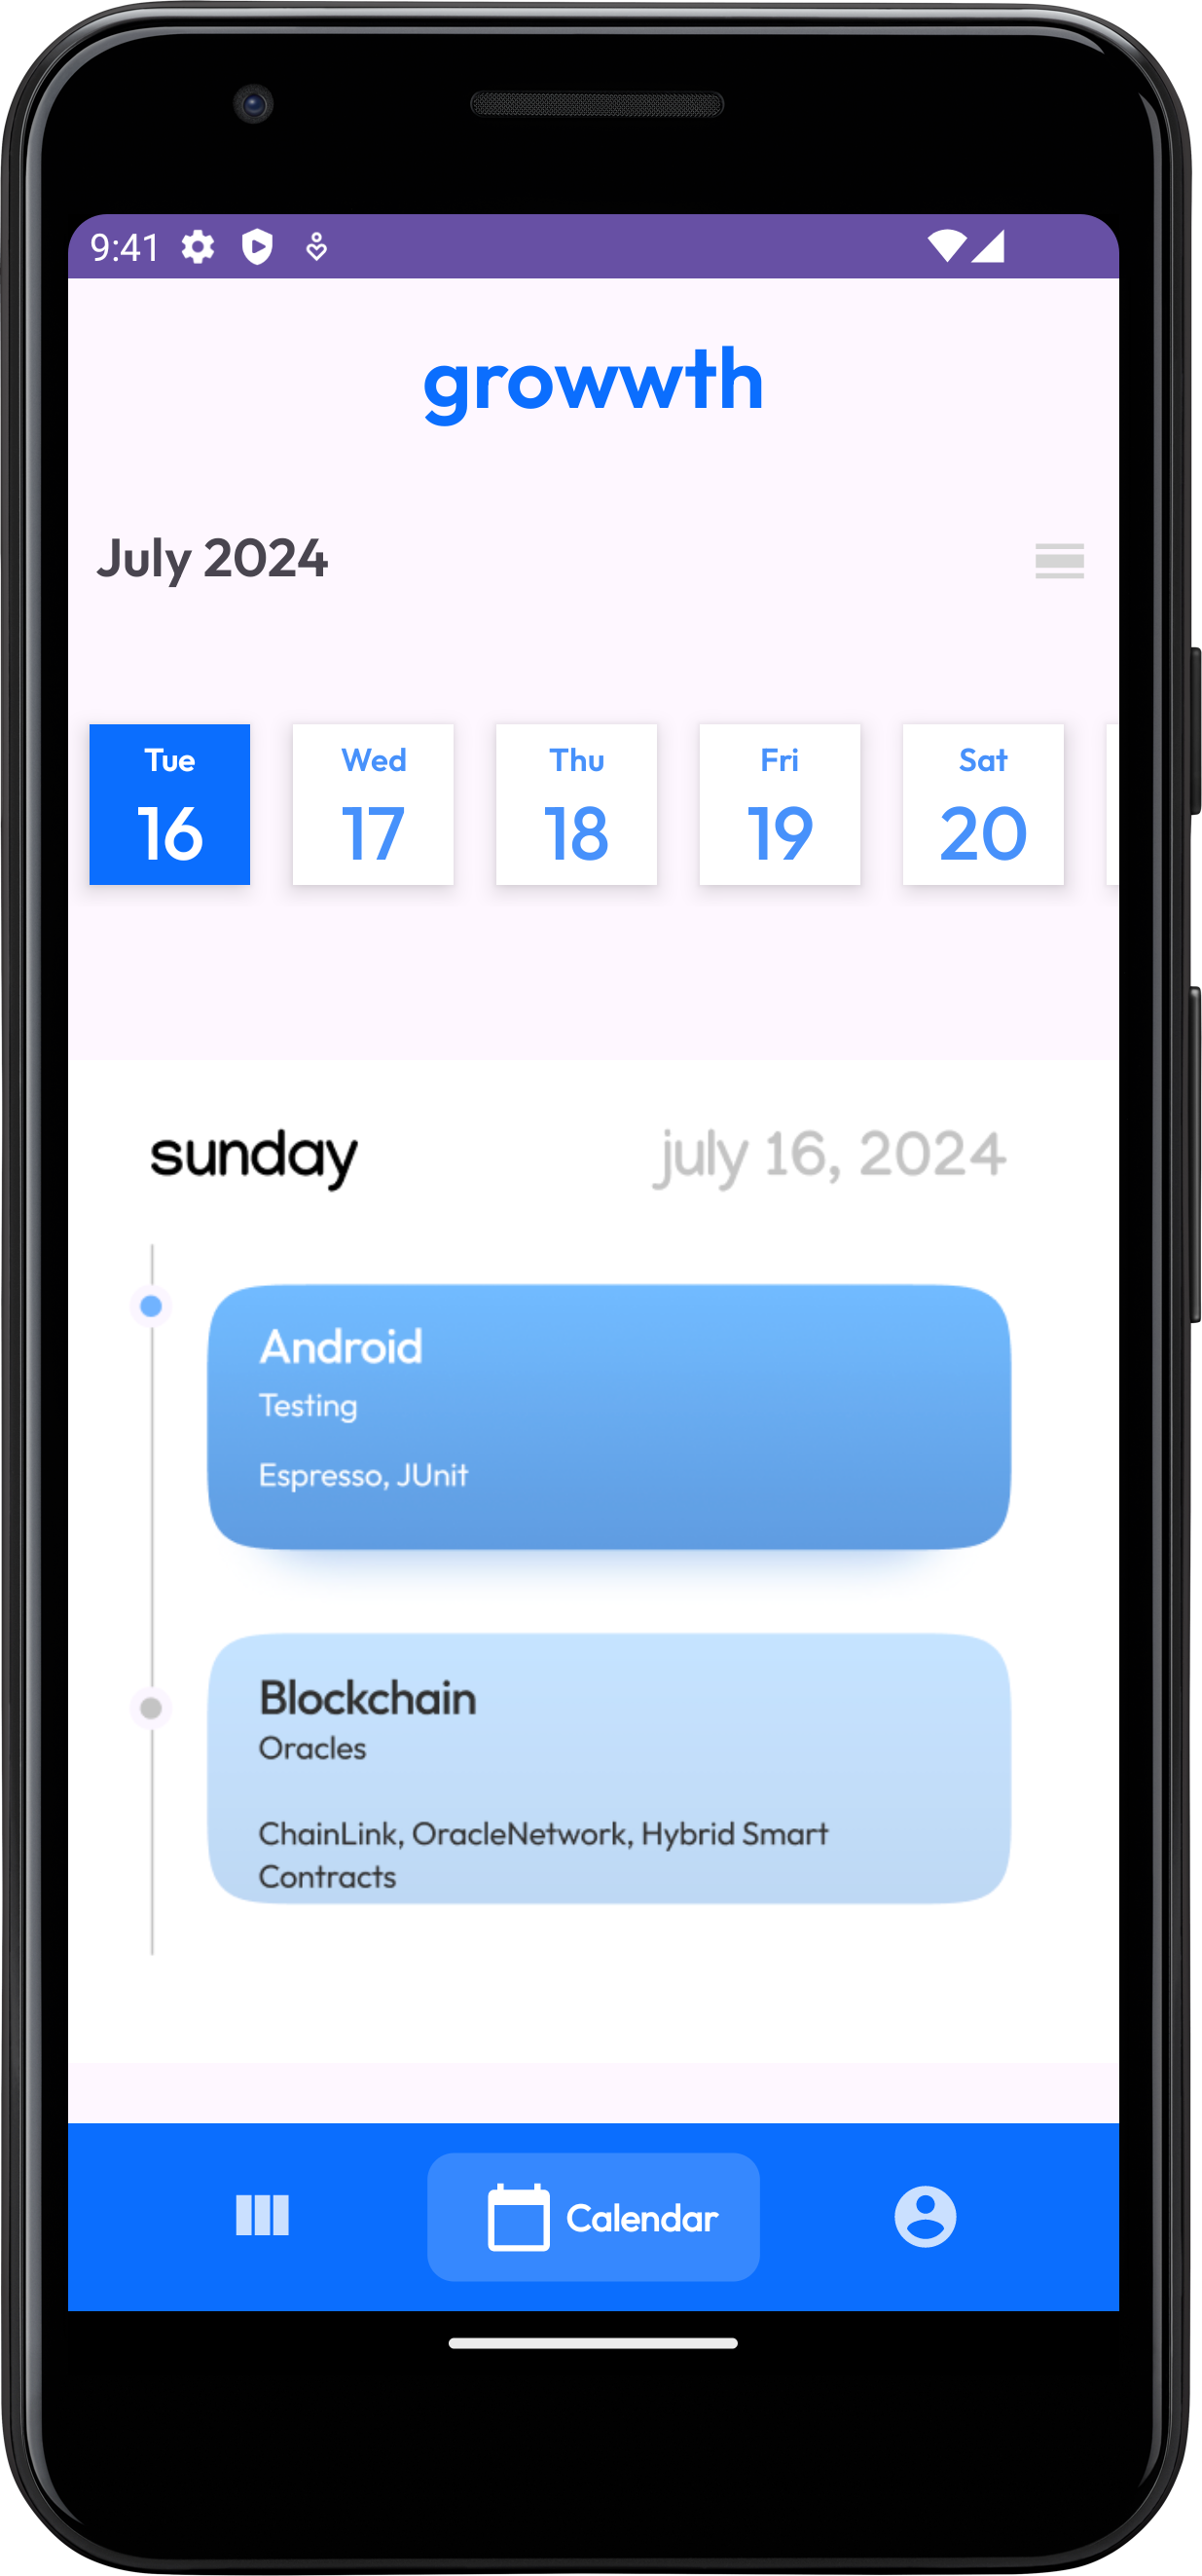 9:41
growwth
July 2024
Tue Wed Thu Fri Sat
16 17 18 19 20
sunday july 16, 2024
Android
Testing
Espresso, JUnit
Blockchain
Oracles
ChainLink, OracleNetwork, Hybrid Smart
Contracts
Calendar